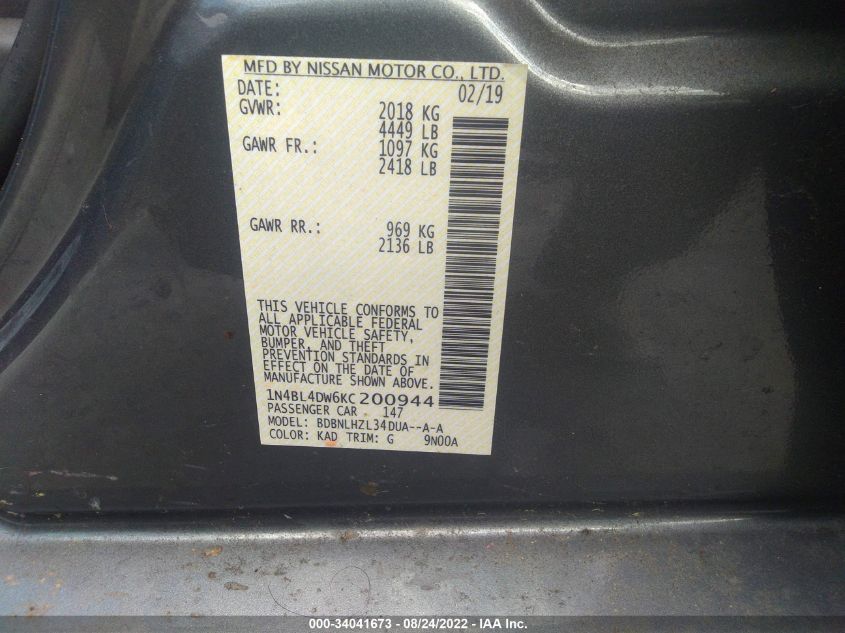 MFD BY NISSAN MOTOR CO., LTD.
DATE: 02/19
GVWR: 2018 KG
4449 LB
GAWR FR.: 1097 KG
2418 LB
GAWR RR.: 969 KG
2136 LB
THIS VEHICLE CONFORMS TO
ALL APPLICABLE FEDERAL
MOTOR VEHICLE SAFETY,
BUMPER, AND THEFT
PREVENTION STANDARDS IN
EFFECT ON THE DATE OF
MANUFACTURE SHOWN ABOVE.
1N4BL4DW6KC200944
PASSENGER CAR 147
MODEL: BDBNLHZL34DUA--A-A
COLOR: KAD TRIM: G 9N00A
000-34041673 - 08/24/2022 - IAA Inc.